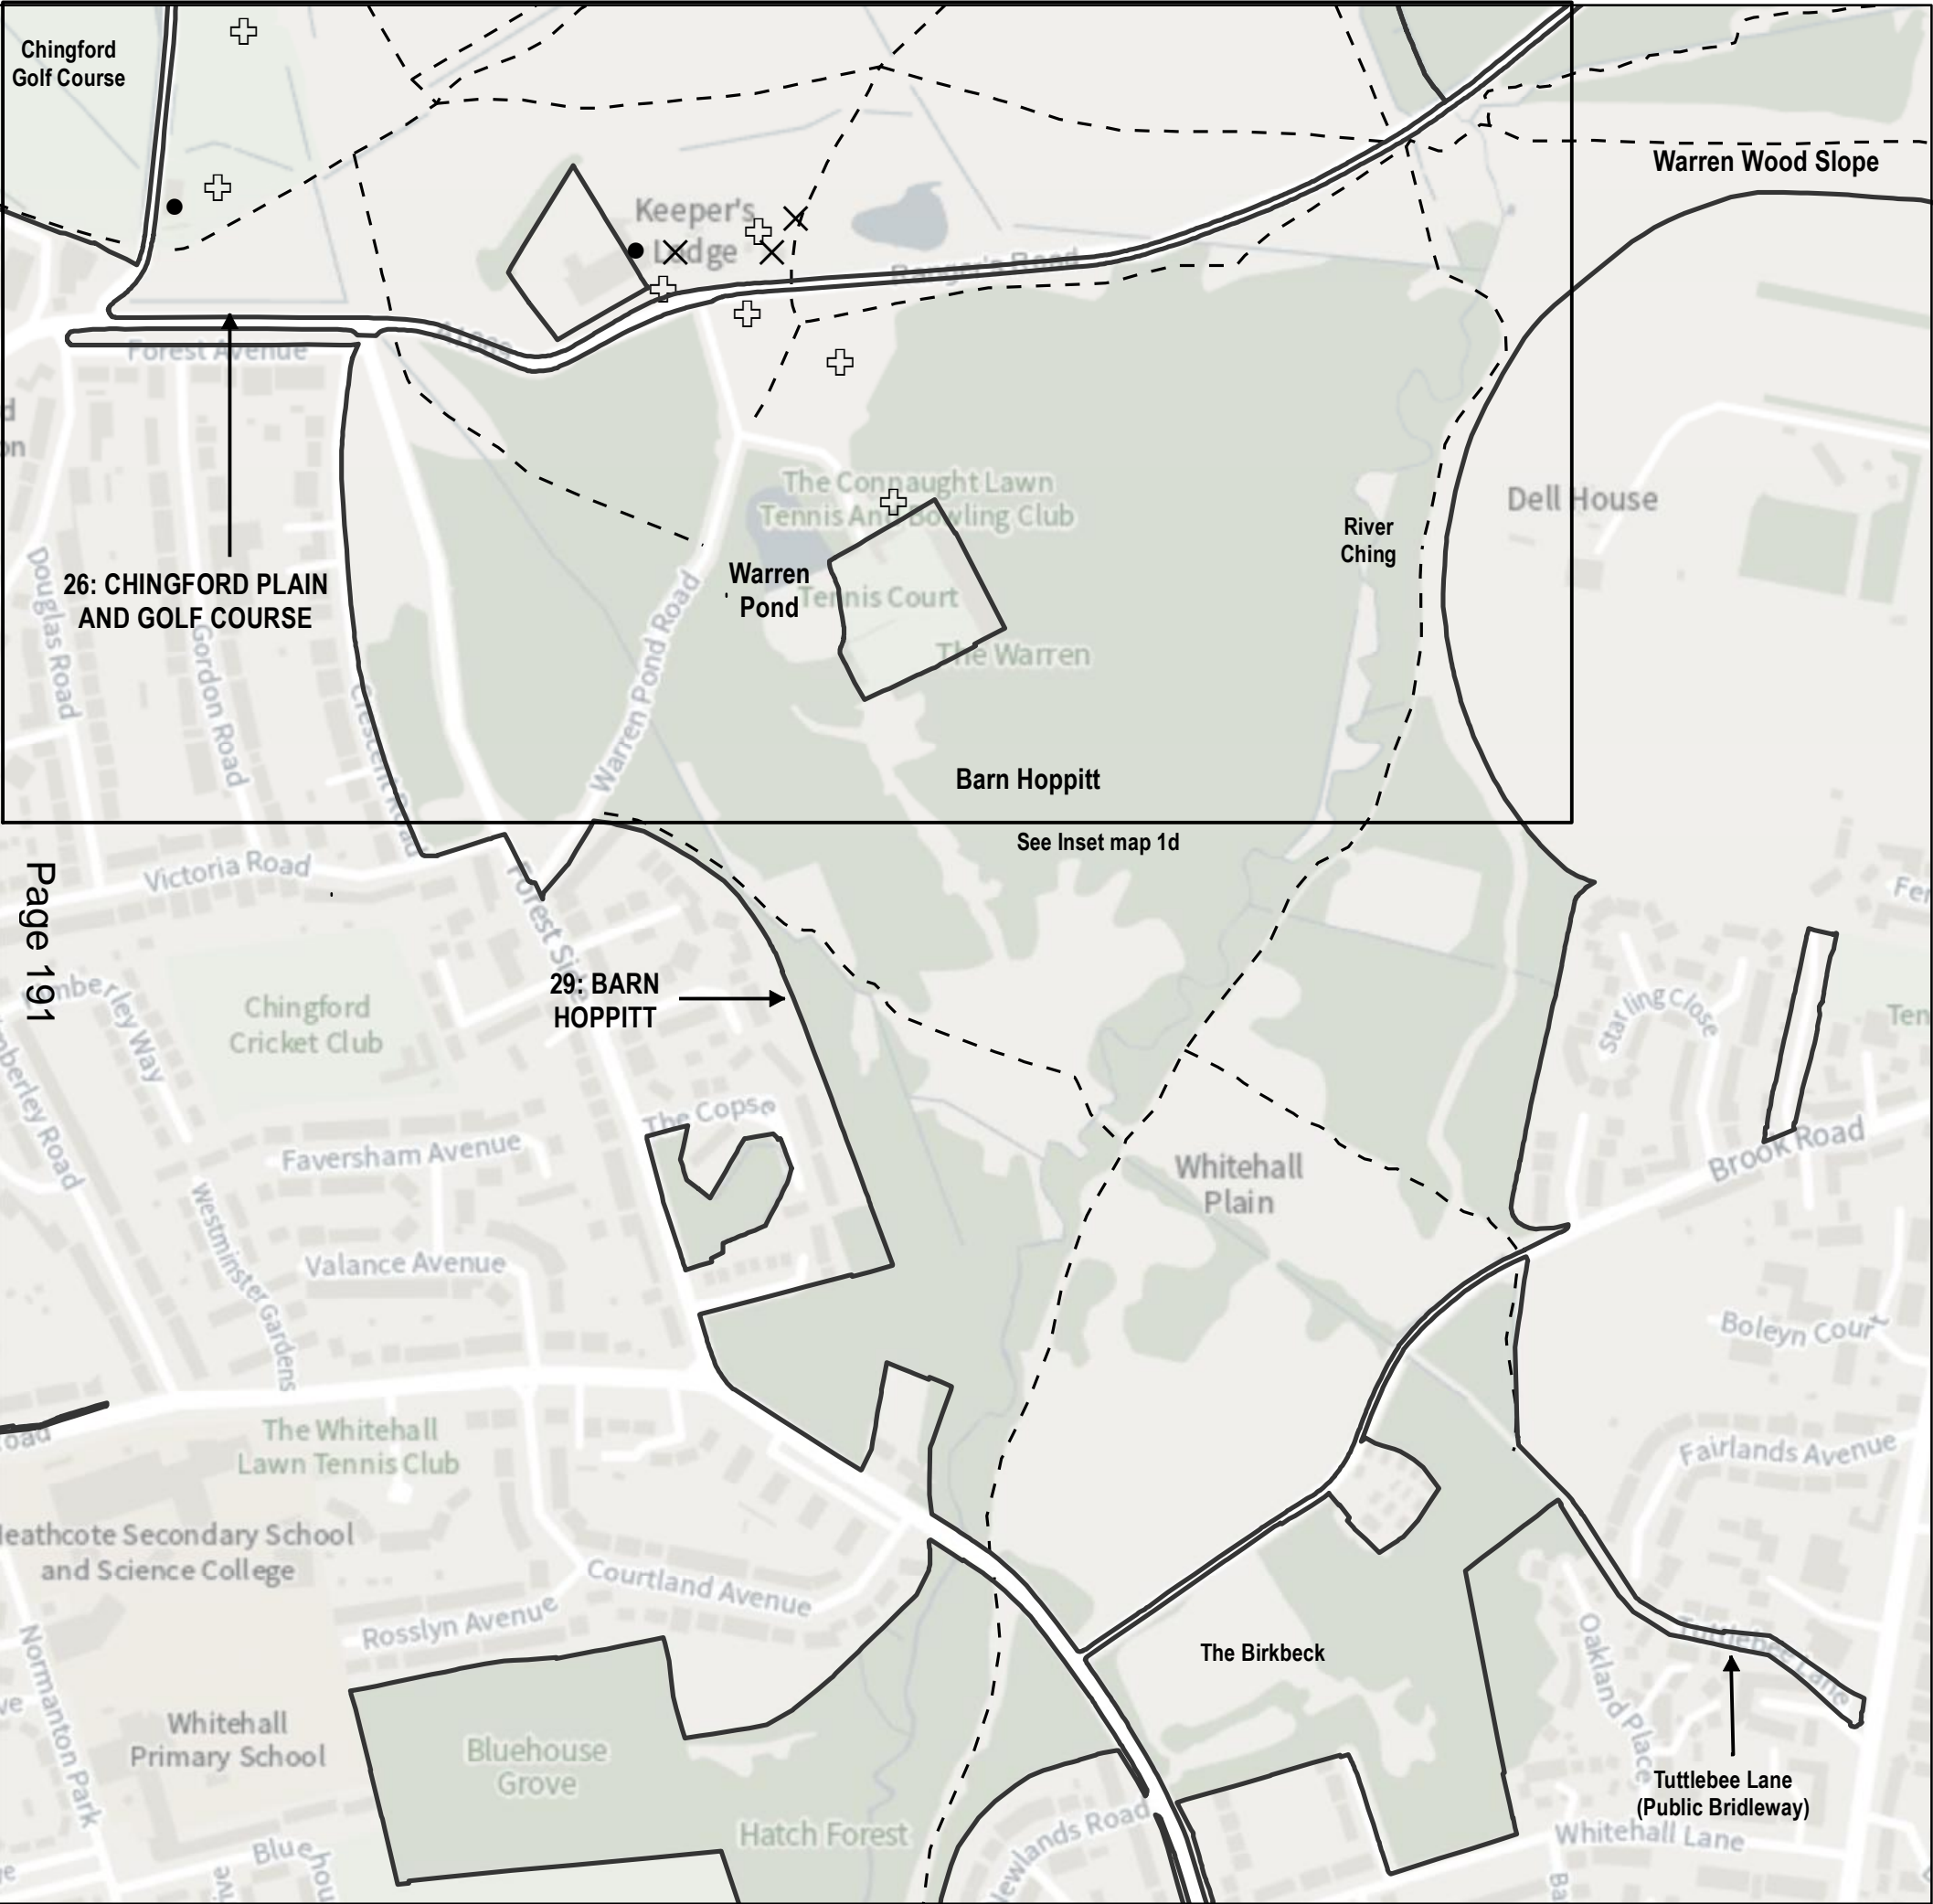 Chingford
Golf Course
Warren Wood Slope
Keeper's
Lodge
Ranger's Road
Forest Avenue
The Connaught Lawn
Tennis And Bowling Club
Dell House
River
Ching
26: CHINGFORD PLAIN
AND GOLF COURSE
Warren
Pond
Tennis Court
The Warren
Douglas Road
Gordon Road
Crescent Road
Warren Pond Road
Barn Hoppitt
See Inset map 1d
Page 191
Victoria Road
Forest Side
29: BARN
HOPPITT
Chingford
Cricket Club
Starling Close
Ten
Brook Road
The Copse
Faversham Avenue
Whitehall
Plain
Westminster Gardens
Valance Avenue
Boleyn Court
The Whitehall
Lawn Tennis Club
Fairlands Avenue
oad
eathcote Secondary School
and Science College
Courtland Avenue
Rosslyn Avenue
The Birkbeck
Tuttlebee Lane
Oakland Place
Normanton Park
Whitehall
Primary School
Bluehouse
Grove
Tuttlebee Lane
(Public Bridleway)
Hatch Forest
ewlands Road
Whitehall Lane
Bluehou
Ba